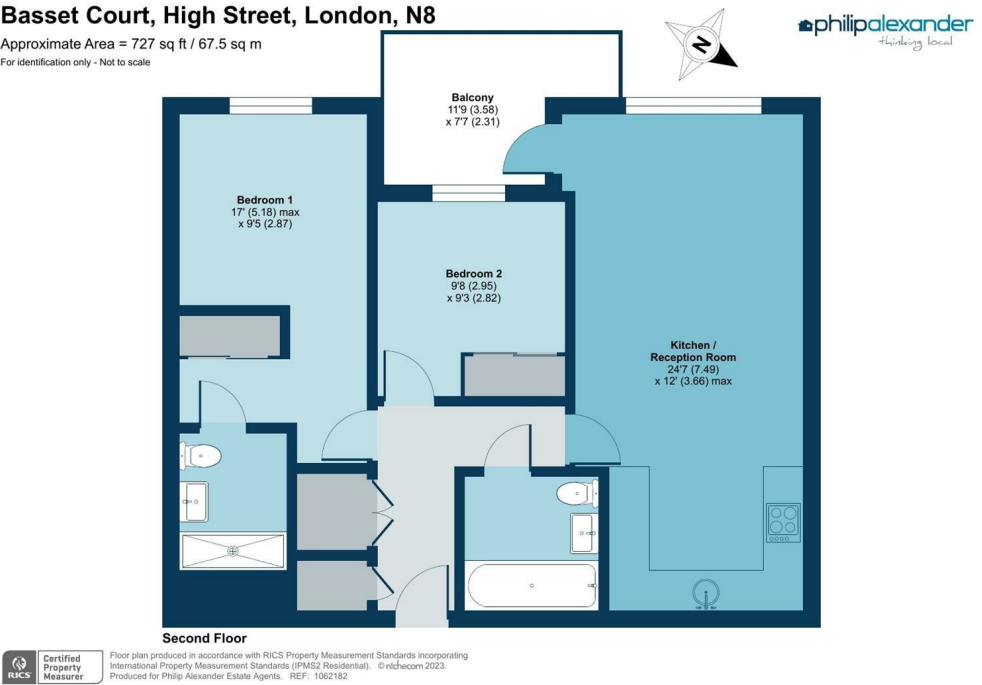 Basset Court, High Street, London, N8
Approximate Area = 727 sq ft / 67.5 sq m
For identification only - Not to scale
philipalexander
thinking local
N
Balcony
11'9 (3.58)
x 7'7 (2.31)
Bedroom 1
17' (5.18) max
x 9'5 (2.87)
Bedroom 2
9'8 (2.95)
x 9'3 (2.82)
Kitchen /
Reception Room
24'7 (7.49)
x 12' (3.66) max
Second Floor
RICS
Certified
Property
Measurer
Floor plan produced in accordance with RICS Property Measurement Standards incorporating
International Property Measurement Standards (IPMS2 Residential). © nichecom 2023.
Produced for Philip Alexander Estate Agents. REF: 1062182